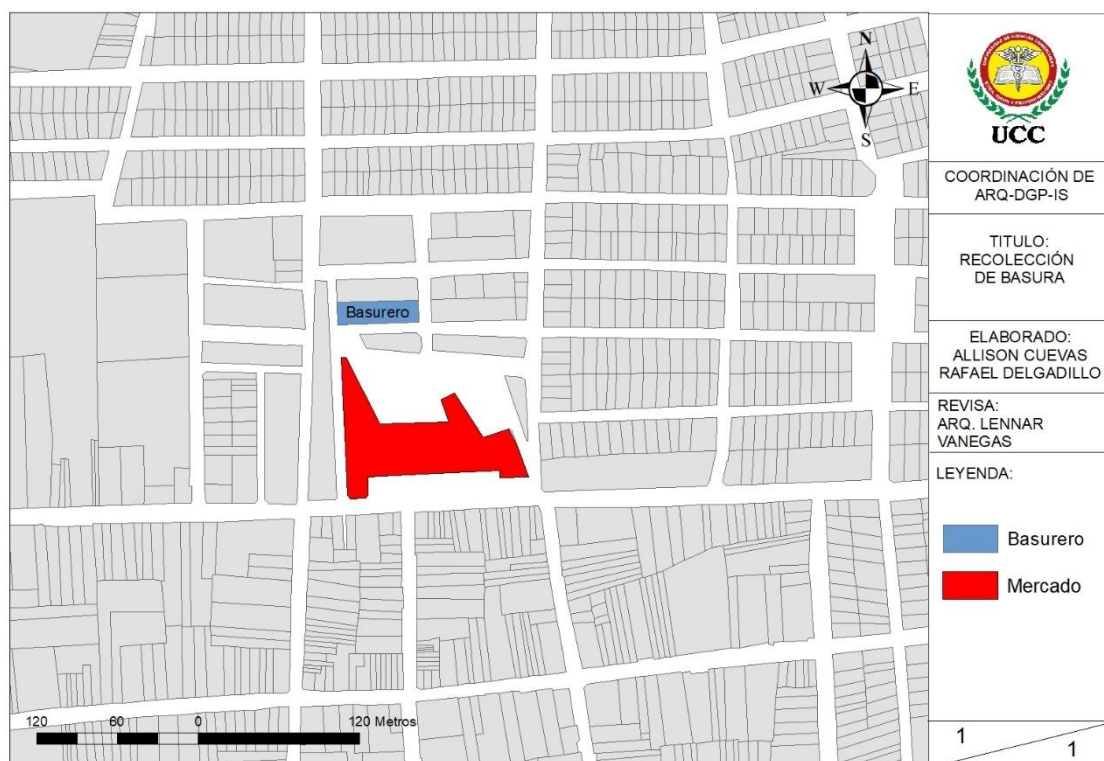 N
W
E
S
Basurero
120
60
0
120 Metros
UCC
COORDINACIÓN DE
ARQ-DGP-IS
TITULO:
RECOLECCIÓN
DE BASURA
ELABORADO:
ALLISON CUEVAS
RAFAEL DELGADILLO
REVISA:
ARQ. LENNAR
VANEGAS
LEYENDA:
Basurero
Mercado
1
1